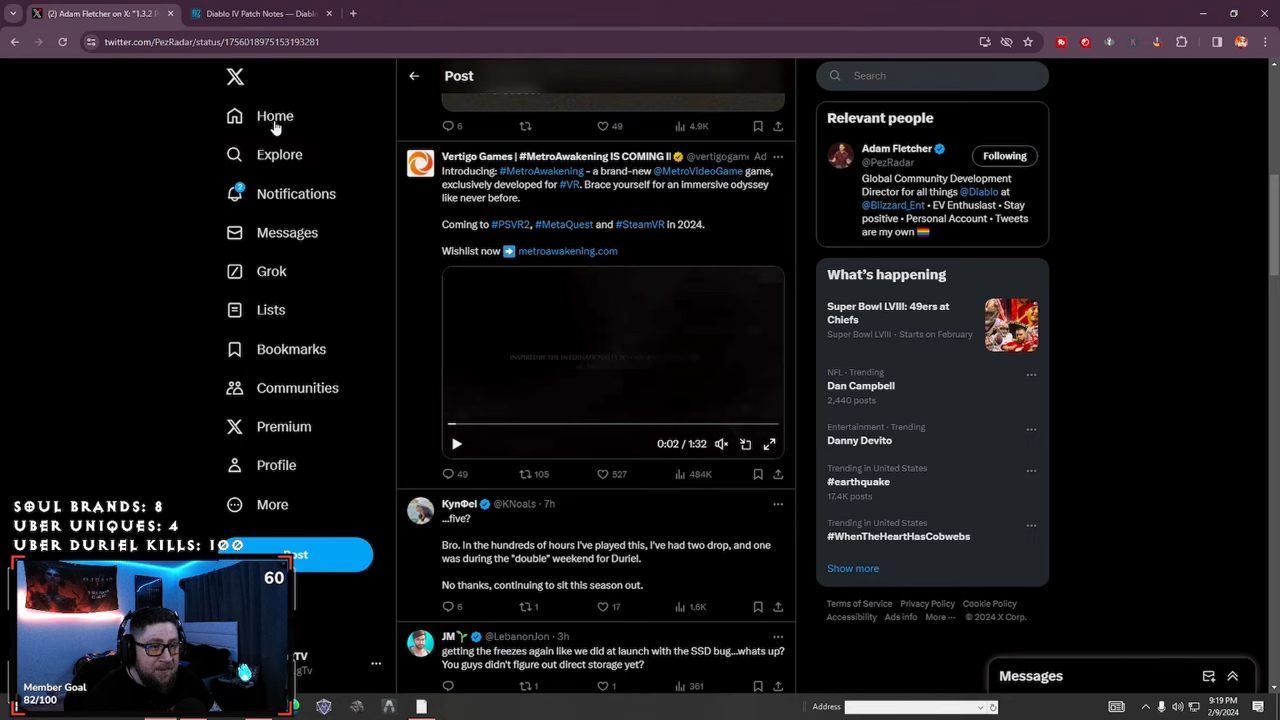 (2) Adam Fletcher on X: "1.3.2 P
Diablo IV Patch Notes —
twitter.com/PezRadar/status/1756018975153193281
Home
Explore
2
Notifications
Messages
Grok
Lists
Bookmarks
Communities
Premium
Profile
More
Post
Post
6
49
4.9K
Vertigo Games | #MetroAwakening IS COMING I @vertigogame Ad
Introducing: #MetroAwakening - a brand-new @MetroVideoGame game,
exclusively developed for #VR. Brace yourself for an immersive odyssey
like never before.
Coming to #PSVR2, #MetaQuest and #SteamVR in 2024.
Wishlist now metroawakening.com
0:02 / 1:32
49
105
527
484K
КупФеl @KNoals · 7h
...five?
Bro. In the hundreds of hours I've played this, I've had two drop, and one
was during the "double" weekend for Duriel.
No thanks, continuing to sit this season out.
6
1
17
1.6K
JM @LebanonJon · 3h
getting the freezes again like we did at launch with the SSD bug...whats up?
You guys didn't figure out direct storage yet?
1
1
361
Search
Relevant people
Adam Fletcher
@PezRadar
Following
Global Community Development
Director for all things @Diablo at
@Blizzard_Ent • EV Enthusiast • Stay
positive • Personal Account • Tweets
are my own
What's happening
Super Bowl LVIII: 49ers at
Chiefs
Super Bowl LVIII · Starts on February
NFL · Trending
Dan Campbell
2,440 posts
Entertainment · Trending
Danny Devito
Trending in United States
#earthquake
17.4K posts
Trending in United States
#WhenTheHeartHasCobwebs
Show more
Terms of Service Privacy Policy Cookie Policy
Accessibility Ads info More ··· © 2024 X Corp.
Messages
SOUL BRANDS: 8
UBER UNIQUES: 4
UBER DURIEL KILLS: 100
60
Member Goal
82/100
TV
gTv
Address
9:19 PM
2/9/2024